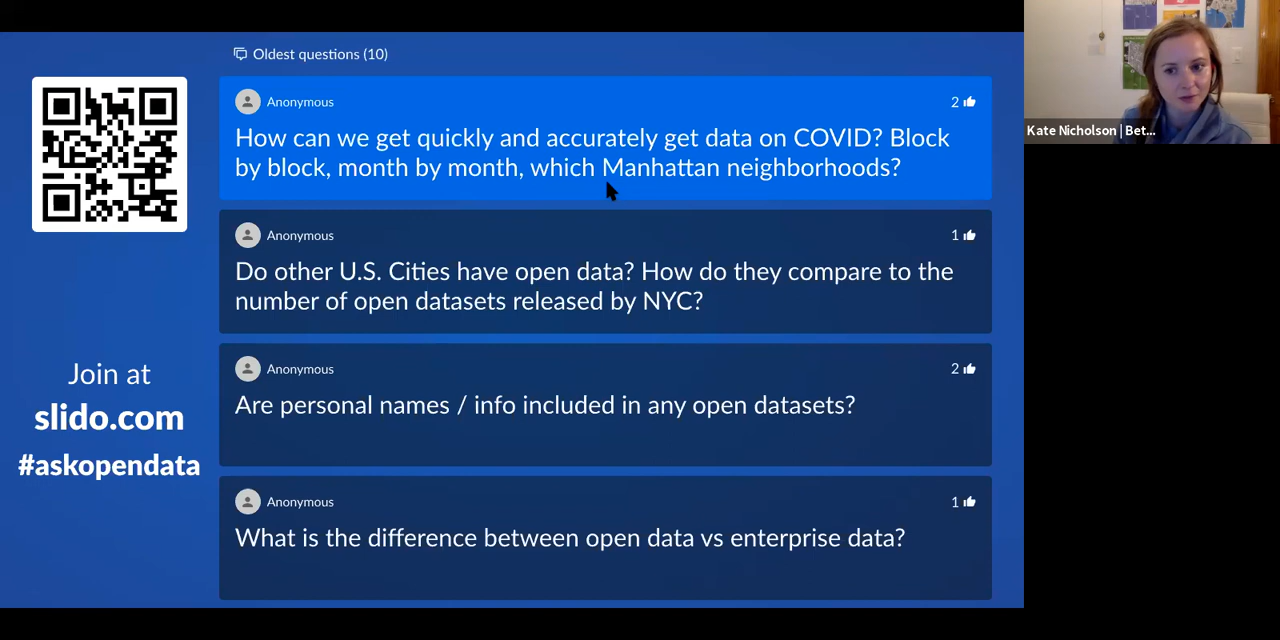 Oldest questions (10)
Anonymous
2
How can we get quickly and accurately get data on COVID? Block
by block, month by month, which Manhattan neighborhoods?
Anonymous
1
Do other U.S. Cities have open data? How do they compare to the
number of open datasets released by NYC?
Anonymous
2
Are personal names / info included in any open datasets?
Anonymous
1
What is the difference between open data vs enterprise data?
Join at
slido.com
#askopendata
Kate Nicholson | Bet...